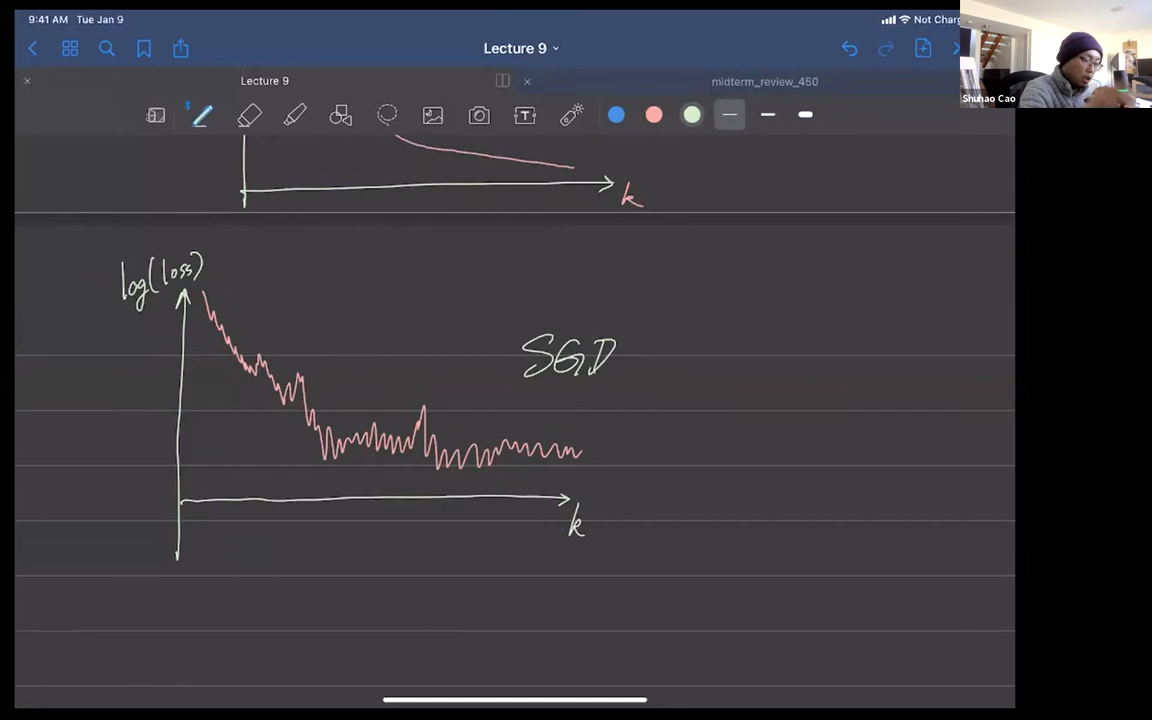 9:41 AM Tue Jan 9
Not Charg
Lecture 9
Lecture 9
midterm_review_450
Shuhao Cao
T
k
log(loss)
SGD
k